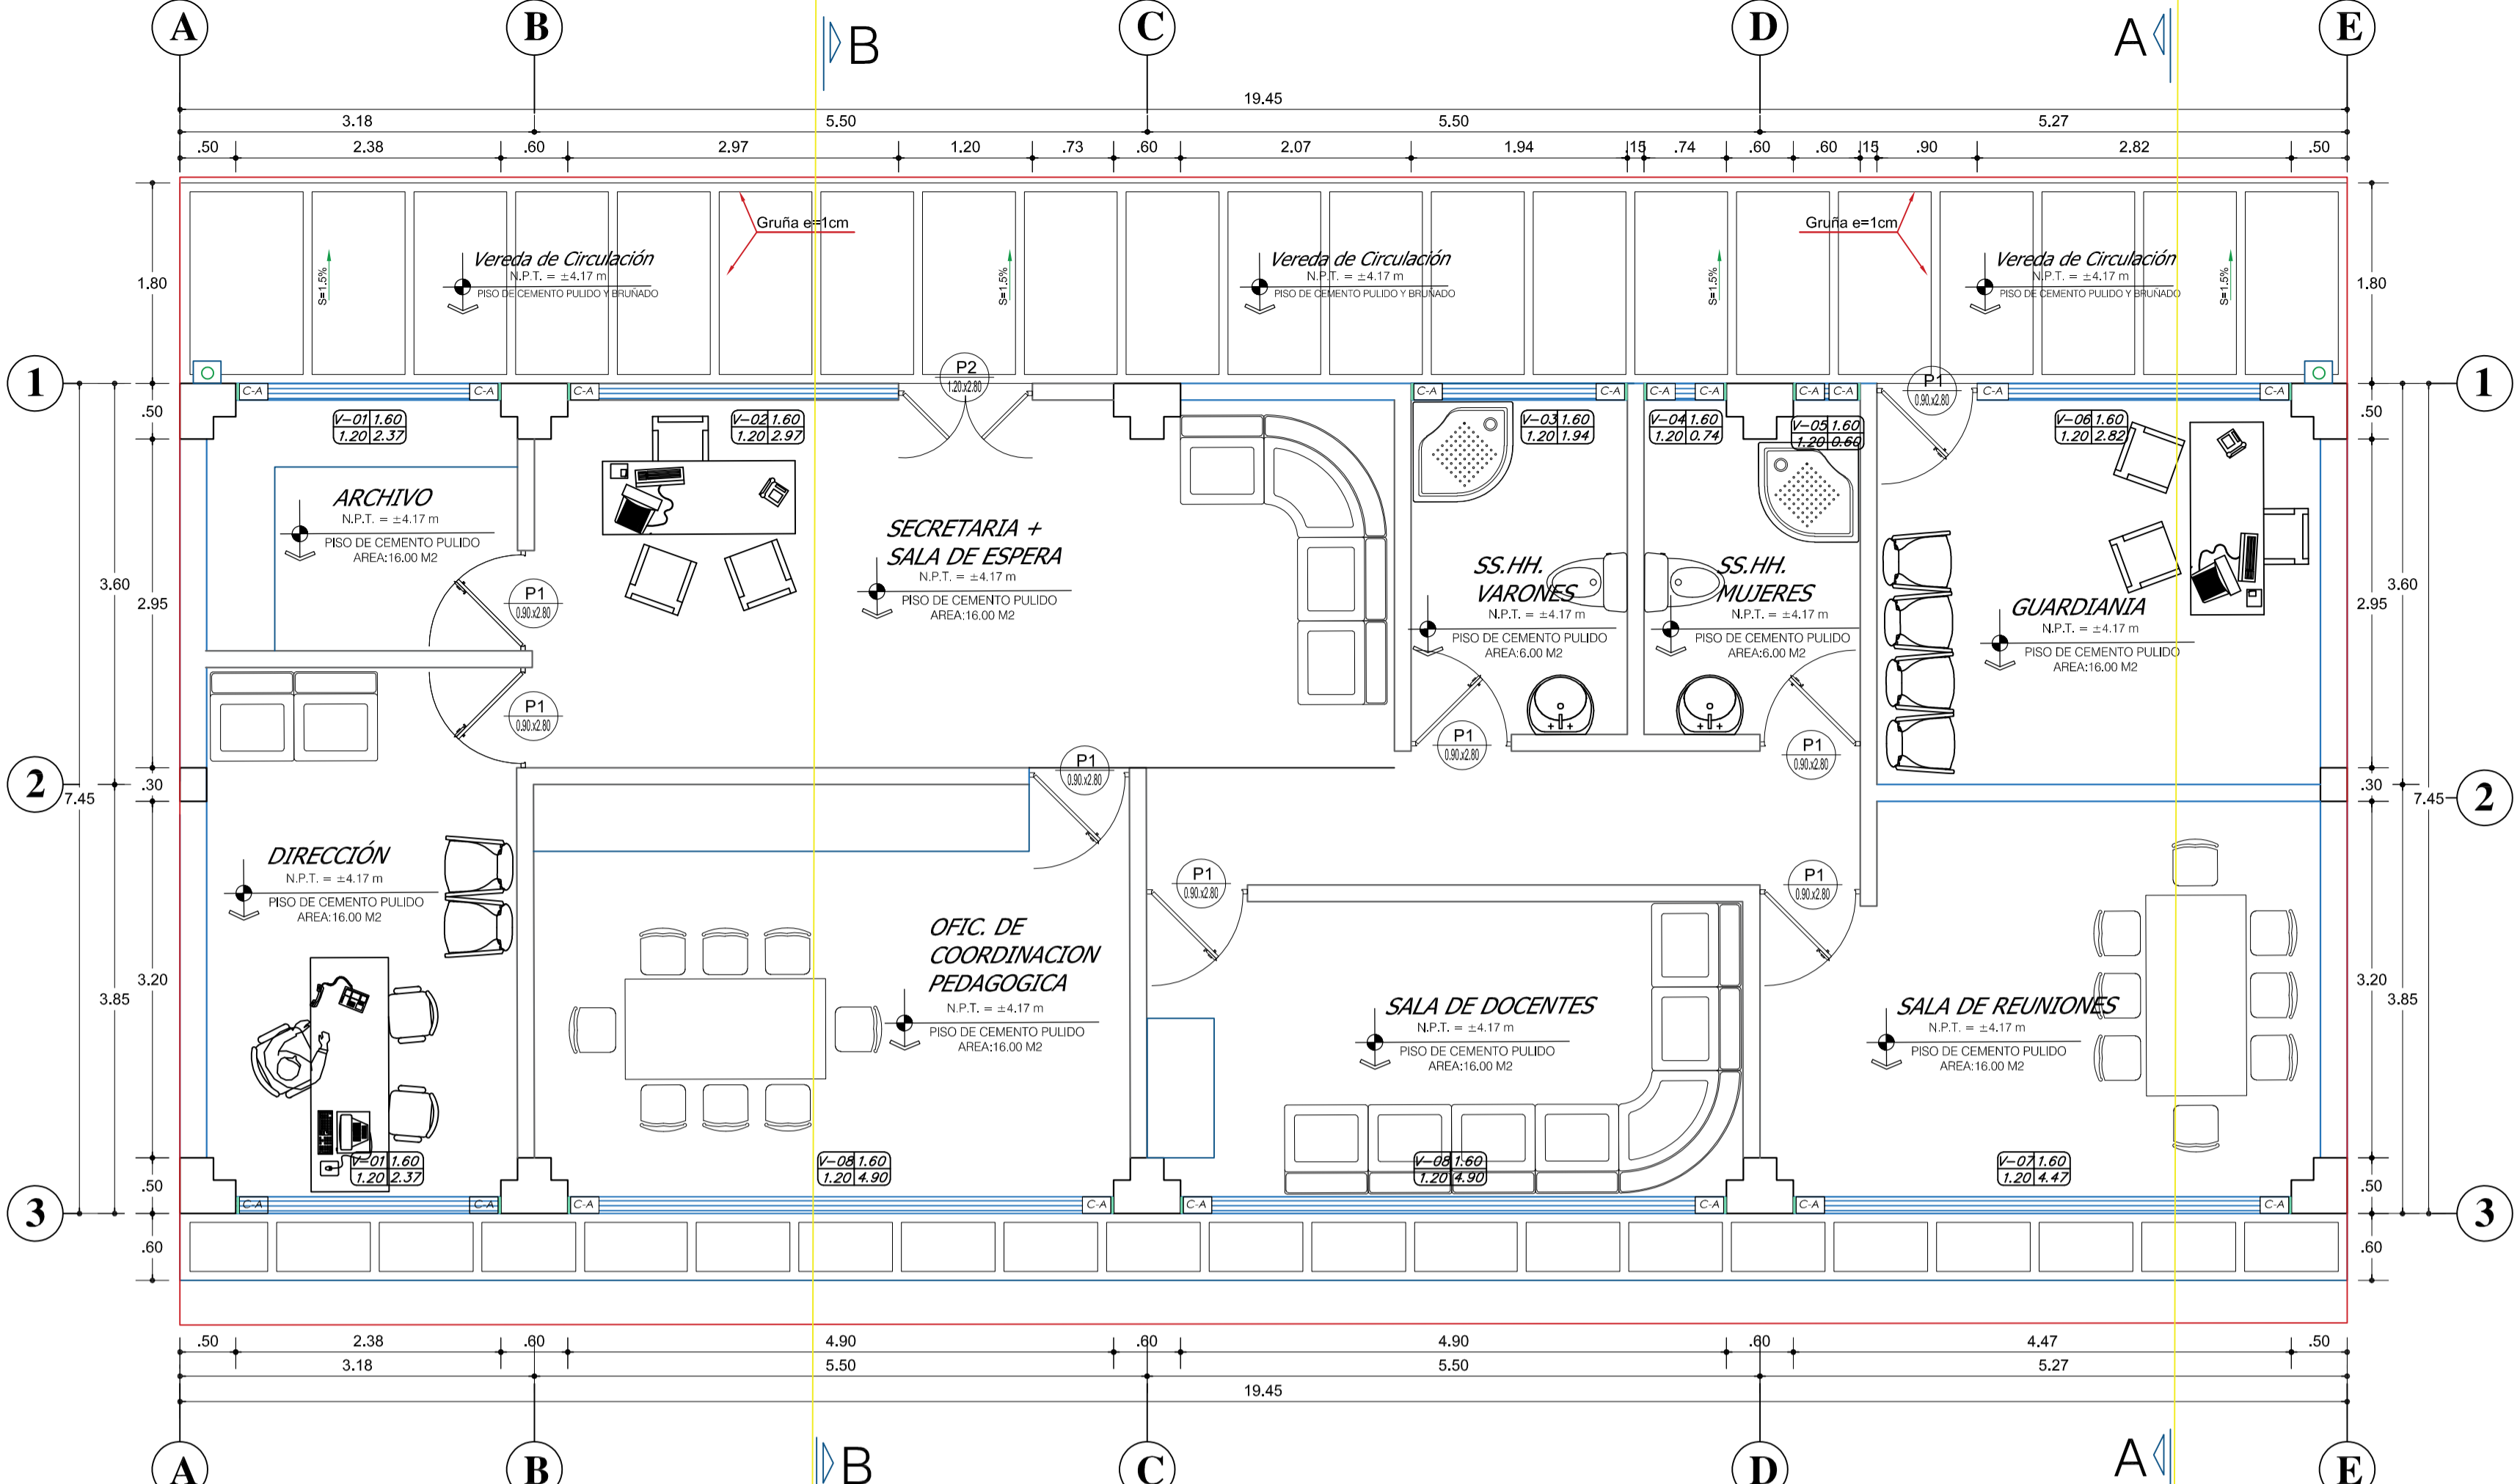 A B C D E
B A
19.45
3.18 5.50 5.50 5.27
.50 2.38 .60 2.97 1.20 .73 .60 2.07 1.94 .15 .74 .60 .60 .15 .90 2.82 .50
Gruña e=1cm Gruña e=1cm
Vereda de Circulación Vereda de Circulación Vereda de Circulación
N.P.T. = ±4.17 m N.P.T. = ±4.17 m N.P.T. = ±4.17 m
PISO DE CEMENTO PULIDO Y BRUÑADO PISO DE CEMENTO PULIDO Y BRUÑADO PISO DE CEMENTO PULIDO Y BRUÑADO
S=1.5% S=1.5% S=1.5% S=1.5%
1.80 1.80
P2
1.20x2.80
P1
0.90x2.80
1 1
C-A C-A C-A C-A C-A C-A C-A C-A C-A C-A C-A
.50 .50
V-01 1.60
1.20 2.37
V-02 1.60
1.20 2.97
V-03 1.60
1.20 1.94
V-04 1.60
1.20 0.74
V-05 1.60
1.20 0.60
V-06 1.60
1.20 2.82
ARCHIVO
N.P.T. = ±4.17 m
PISO DE CEMENTO PULIDO
AREA:16.00 M2
SECRETARIA +
SALA DE ESPERA
N.P.T. = ±4.17 m
PISO DE CEMENTO PULIDO
AREA:16.00 M2
SS.HH.
VARONES
N.P.T. = ±4.17 m
PISO DE CEMENTO PULIDO
AREA:6.00 M2
SS.HH.
MUJERES
N.P.T. = ±4.17 m
PISO DE CEMENTO PULIDO
AREA:6.00 M2
GUARDIANIA
N.P.T. = ±4.17 m
PISO DE CEMENTO PULIDO
AREA:16.00 M2
3.60 2.95 2.95 3.60
P1
0.90x2.80
P1
0.90x2.80
P1
0.90x2.80
P1
0.90x2.80
P1
0.90x2.80
2 7.45 .30 .30 7.45 2
P1
0.90x2.80
P1
0.90x2.80
DIRECCIÓN
N.P.T. = ±4.17 m
PISO DE CEMENTO PULIDO
AREA:16.00 M2
OFIC. DE
COORDINACION
PEDAGOGICA
N.P.T. = ±4.17 m
PISO DE CEMENTO PULIDO
AREA:16.00 M2
SALA DE DOCENTES
N.P.T. = ±4.17 m
PISO DE CEMENTO PULIDO
AREA:16.00 M2
SALA DE REUNIONES
N.P.T. = ±4.17 m
PISO DE CEMENTO PULIDO
AREA:16.00 M2
3.85 3.20 3.20 3.85
V-01 1.60
1.20 2.37
V-08 1.60
1.20 4.90
V-08 1.60
1.20 4.90
V-07 1.60
1.20 4.47
.50 .50
C-A C-A C-A C-A C-A C-A C-A C-A
3 3
.60 .60
.50 2.38 .60 4.90 .60 4.90 .60 4.47 .50
3.18 5.50 5.50 5.27
19.45
B A
A B C D E